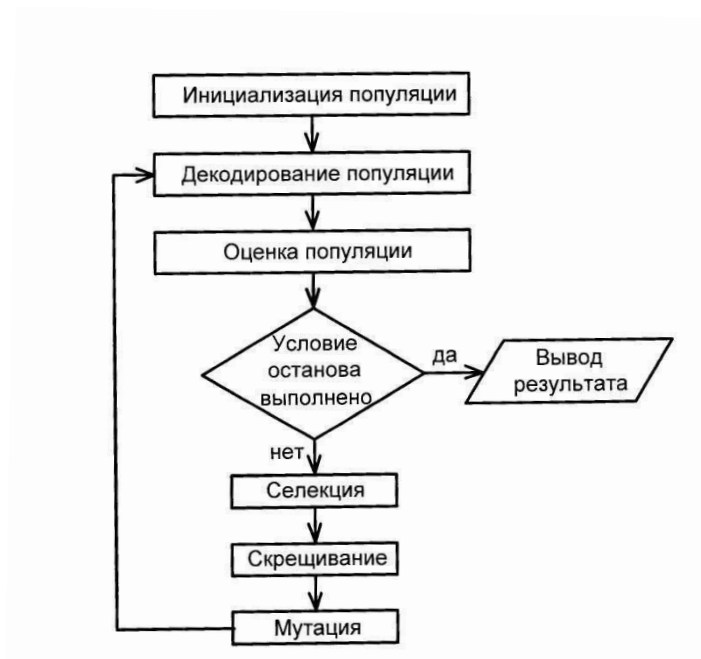 Инициализация популяции
Декодирование популяции
Оценка популяции
Условие
останова
выполнено
да
Вывод
результата
нет
Селекция
Скрещивание
Мутация